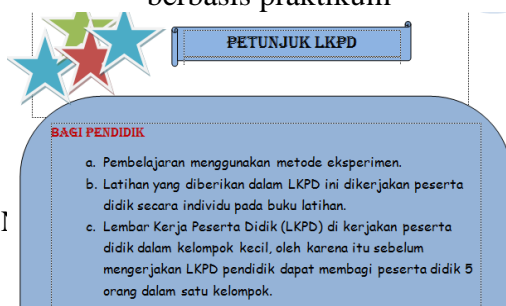 berbasis praktikum
PETUNJUK LKPD
BAGI PENDIDIK
a. Pembelajaran menggunakan metode eksperimen.
b. Latihan yang diberikan dalam LKPD ini dikerjakan peserta
didik secara individu pada buku latihan.
c. Lembar Kerja Peserta Didik (LKPD) di kerjakan peserta
didik dalam kelompok kecil, oleh karena itu sebelum
mengerjakan LKPD pendidik dapat membagi peserta didik 5
orang dalam satu kelompok.